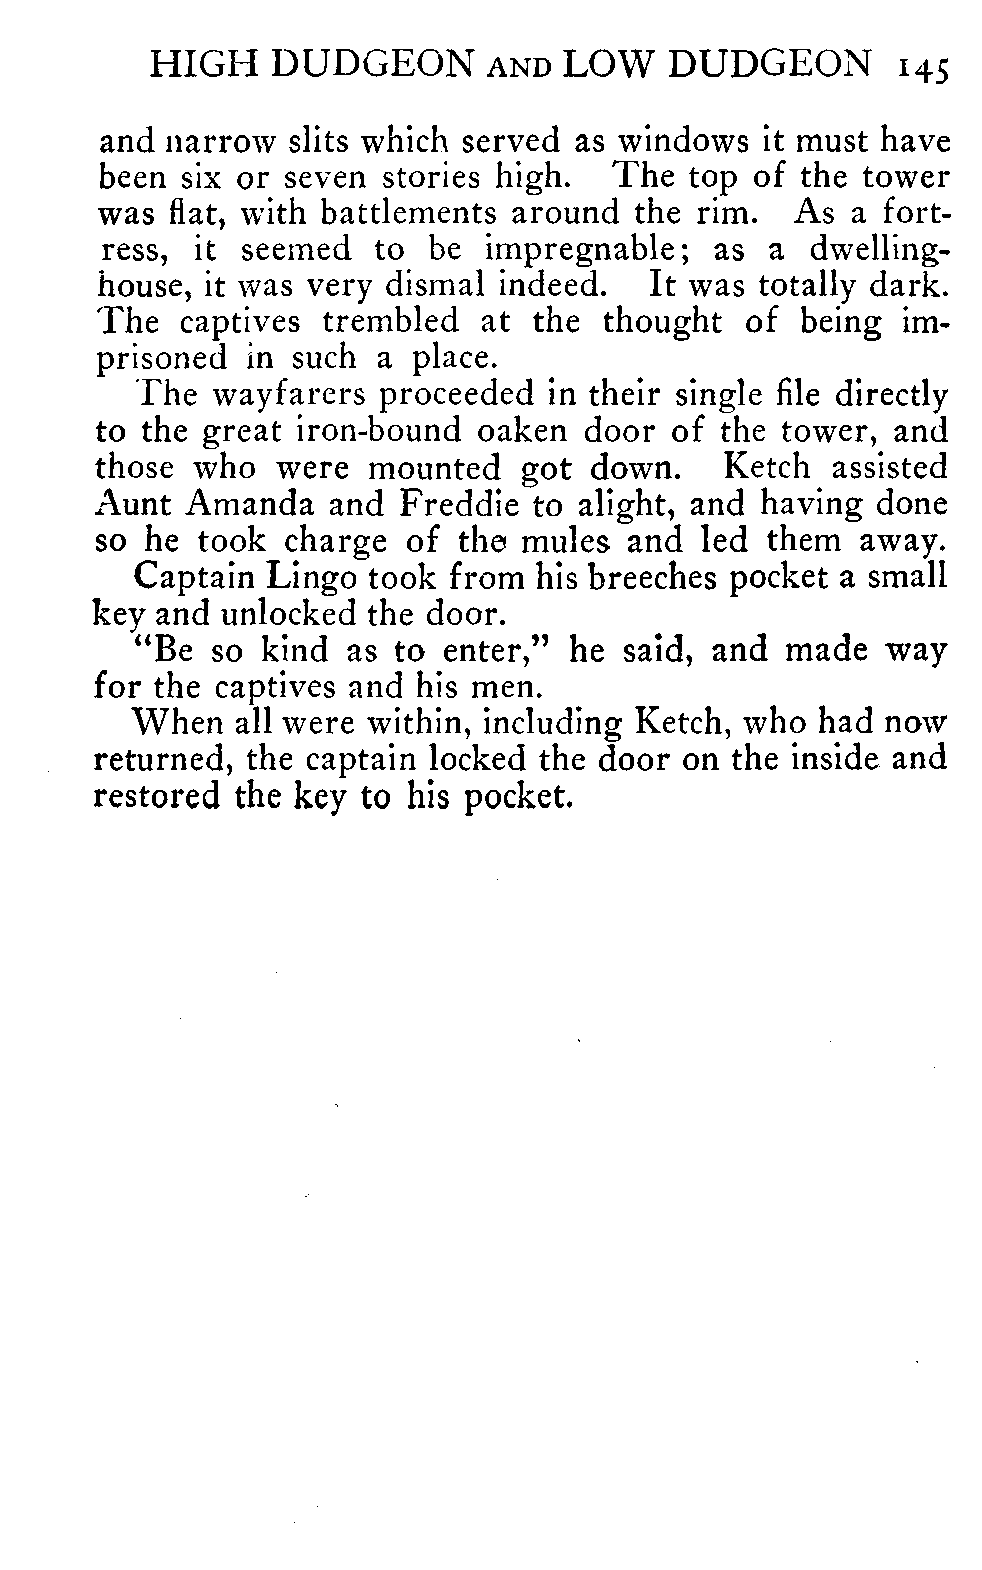 HIGH DUDGEON AND LOW DUDGEON 145
and narrow slits which served as windows it must have
been six or seven stories high. The top of the tower
was flat, with battlements around the rim. As a fort-
ress, it seemed to be impregnable; as a dwelling-
house, it was very dismal indeed. It was totally dark.
The captives trembled at the thought of being im-
prisoned in such a place.
The wayfarers proceeded in their single file directly
to the great iron-bound oaken door of the tower, and
those who were mounted got down. Ketch assisted
Aunt Amanda and Freddie to alight, and having done
so he took charge of the mules and led them away.
Captain Lingo took from his breeches pocket a small
key and unlocked the door.
"Be so kind as to enter," he said, and made way
for the captives and his men.
When all were within, including Ketch, who had now
returned, the captain locked the door on the inside and
restored the key to his pocket.